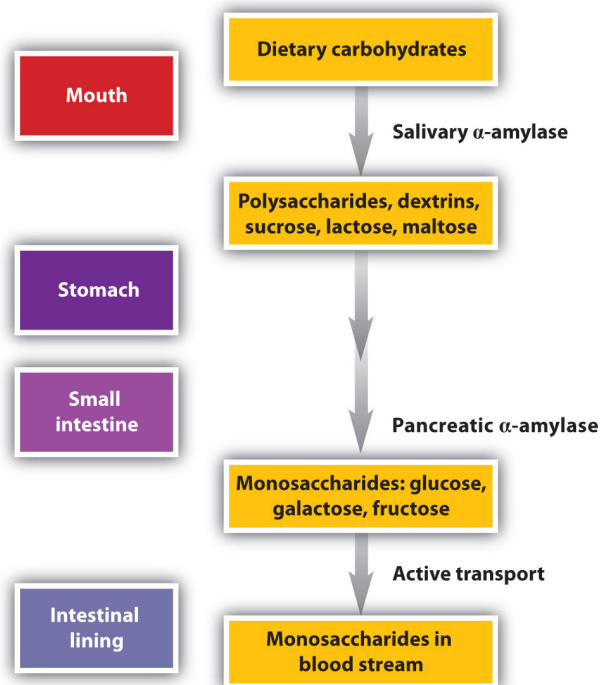 Dietary carbohydrates
Mouth
Salivary α-amylase
Polysaccharides, dextrins,
sucrose, lactose, maltose
Stomach
Small
intestine
Pancreatic α-amylase
Monosaccharides: glucose,
galactose, fructose
Active transport
Intestinal
lining
Monosaccharides in
blood stream